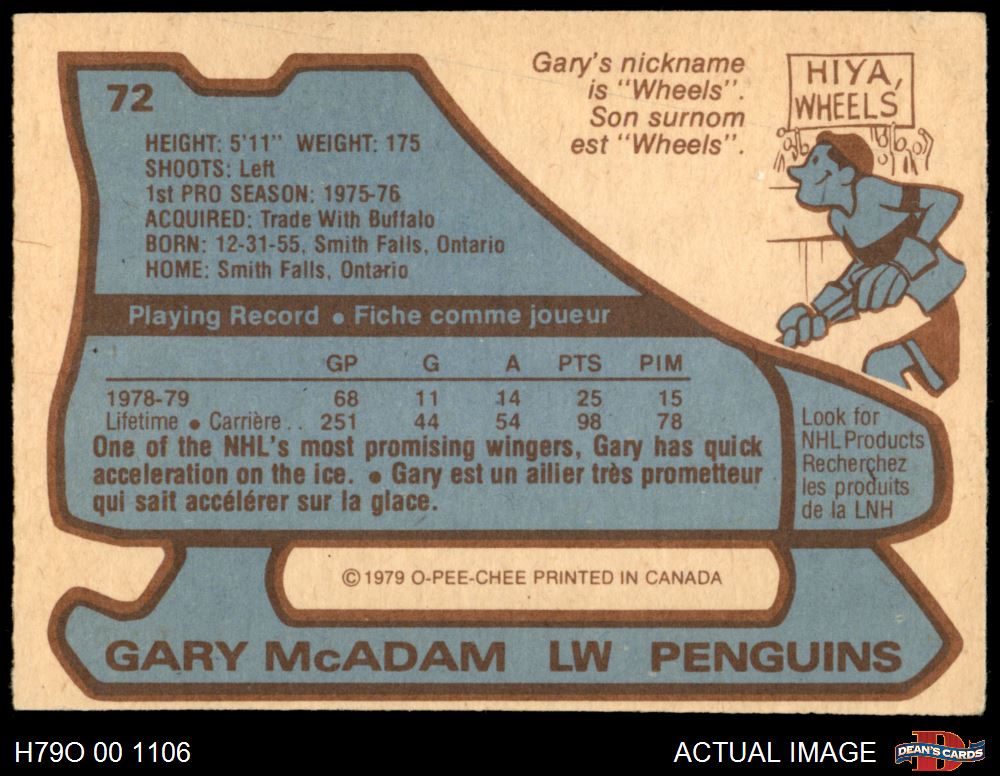 72
HEIGHT: 5'11" WEIGHT: 175
SHOOTS: Left
1st PRO SEASON: 1975-76
ACQUIRED: Trade With Buffalo
BORN: 12-31-55, Smith Falls, Ontario
HOME: Smith Falls, Ontario
Gary's nickname
is "Wheels".
Son surnom
est "Wheels".
HIYA,
WHEELS
Playing Record • Fiche comme joueur
GP G A PTS PIM
1978-79 68 11 14 25 15
Lifetime • Carrière.. 251 44 54 98 78
One of the NHL's most promising wingers, Gary has quick
acceleration on the ice. • Gary est un ailier très prometteur
qui sait accélérer sur la glace.
Look for
NHL Products
Recherchez
les produits
de la LNH
©1979 O-PEE-CHEE PRINTED IN CANADA
GARY McADAM LW PENGUINS
H79O 00 1106
ACTUAL IMAGE
DEAN'S CARDS